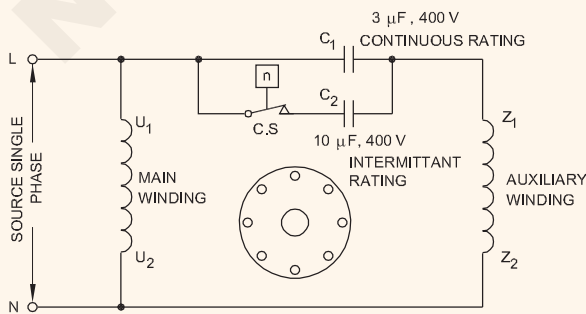 3 µF, 400 V
L
C1
CONTINUOUS RATING
n
C2
C.S
10 µF, 400 V
U1
Z1
INTERMITTANT
RATING
MAIN
WINDING
AUXILIARY
WINDING
SOURCE SINGLE
PHASE
U2
Z2
N